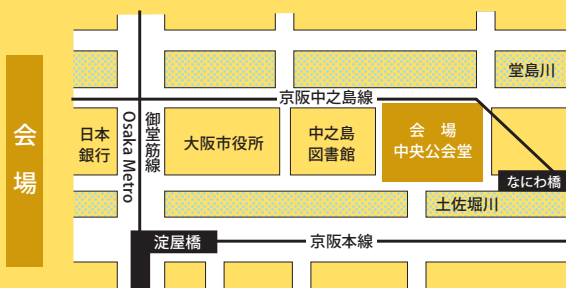 会場
堂島川
京阪中之島線
日本
銀行
Osaka Metro
御堂筋線
大阪市役所
中之島
図書館
会 場
中央公会堂
なにわ橋
土佐堀川
淀屋橋
京阪本線